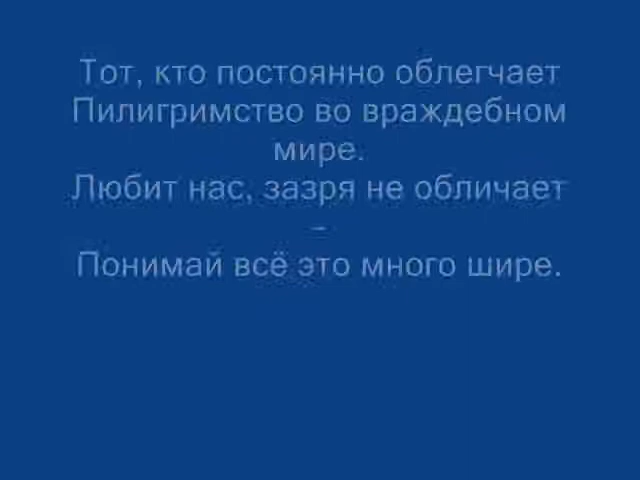 Тот, кто постоянно облегчает
Пилигримство во враждебном
мире.
Любит нас, зазря не обличает
–
Понимай всё это много шире.